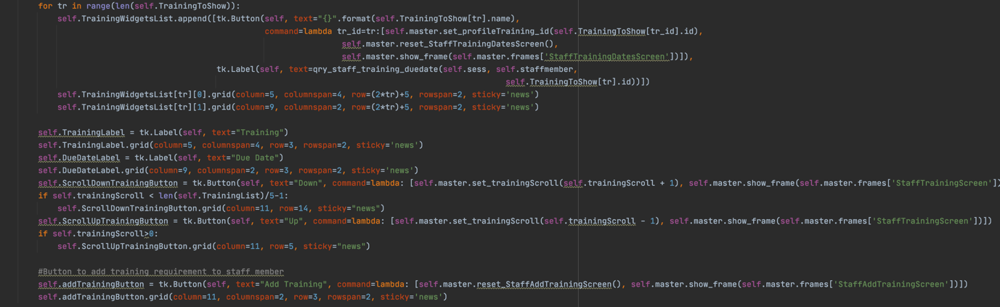 for tr in range(len(self.TrainingToShow)):
self.TrainingWidgetsList.append([tk.Button(self, text="{}".format(self.TrainingToShow[tr].name),
command=lambda tr_id=tr:[self.master.set_profileTraining_id(self.TrainingToShow[tr_id].id),
self.master.reset_StaffTrainingDatesScreen(),
self.master.show_frame(self.master.frames['StaffTrainingDatesScreen'])]),
tk.Label(self, text=qry_staff_training_duedate(self.sess, self.staffmember,
self.TrainingToShow[tr].id))])
self.TrainingWidgetsList[tr][0].grid(column=5, columnspan=4, row=(2*tr)+5, rowspan=2, sticky='news')
self.TrainingWidgetsList[tr][1].grid(column=9, columnspan=2, row=(2*tr)+5, rowspan=2, sticky='news')
self.TrainingLabel = tk.Label(self, text="Training")
self.TrainingLabel.grid(column=5, columnspan=4, row=3, rowspan=2, sticky='news')
self.DueDateLabel = tk.Label(self, text="Due Date")
self.DueDateLabel.grid(column=9, columnspan=2, row=3, rowspan=2, sticky='news')
self.ScrollDownTrainingButton = tk.Button(self, text="Down", command=lambda: [self.master.set_trainingScroll(self.trainingScroll + 1), self.master.show_frame(self.master.frames['StaffTrainingScreen'])
if self.trainingScroll < len(self.TrainingList)/5-1:
self.ScrollDownTrainingButton.grid(column=11, row=14, sticky="news")
self.ScrollUpTrainingButton = tk.Button(self, text="Up", command=lambda: [self.master.set_trainingScroll(self.trainingScroll - 1), self.master.show_frame(self.master.frames['StaffTrainingScreen'])])
if self.trainingScroll>0:
self.ScrollUpTrainingButton.grid(column=11, row=5, sticky="news")
#Button to add training requirement to staff member
self.addTrainingButton = tk.Button(self, text="Add Training", command=lambda: [self.master.reset_StaffAddTrainingScreen(), self.master.show_frame(self.master.frames['StaffAddTrainingScreen'])])
self.addTrainingButton.grid(column=11, columnspan=2, row=3, rowspan=2, sticky='news')